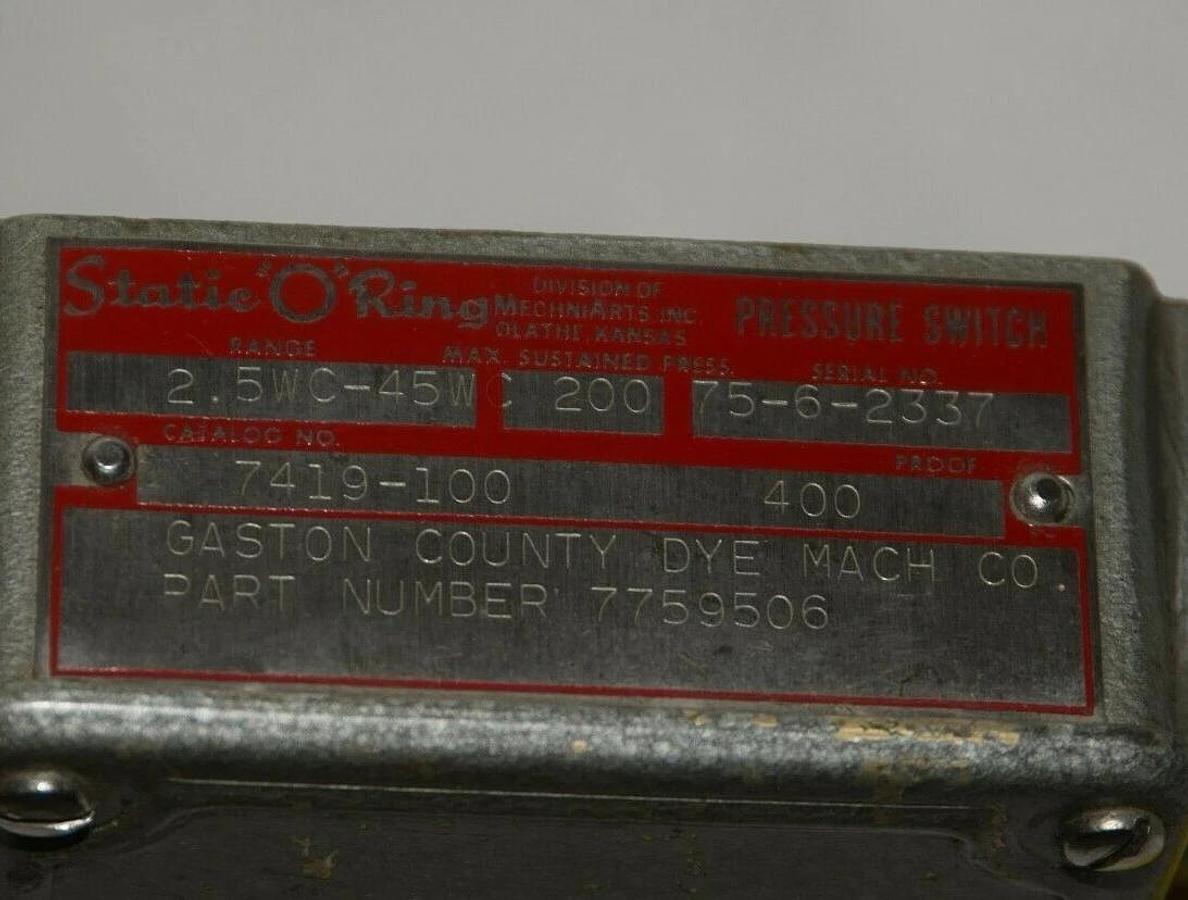 Static "O" Ring
DIVISION OF
MECHNIARTS INC.
OLATHE, KANSAS
PRESSURE SWITCH
RANGE
MAX. SUSTAINED PRESS.
SERIAL NO.
2.5WC-45WC
200
75-6-2337
CATALOG NO.
PROOF
7419-100
400
GASTON COUNTY DYE MACH CO.
PART NUMBER 7759506